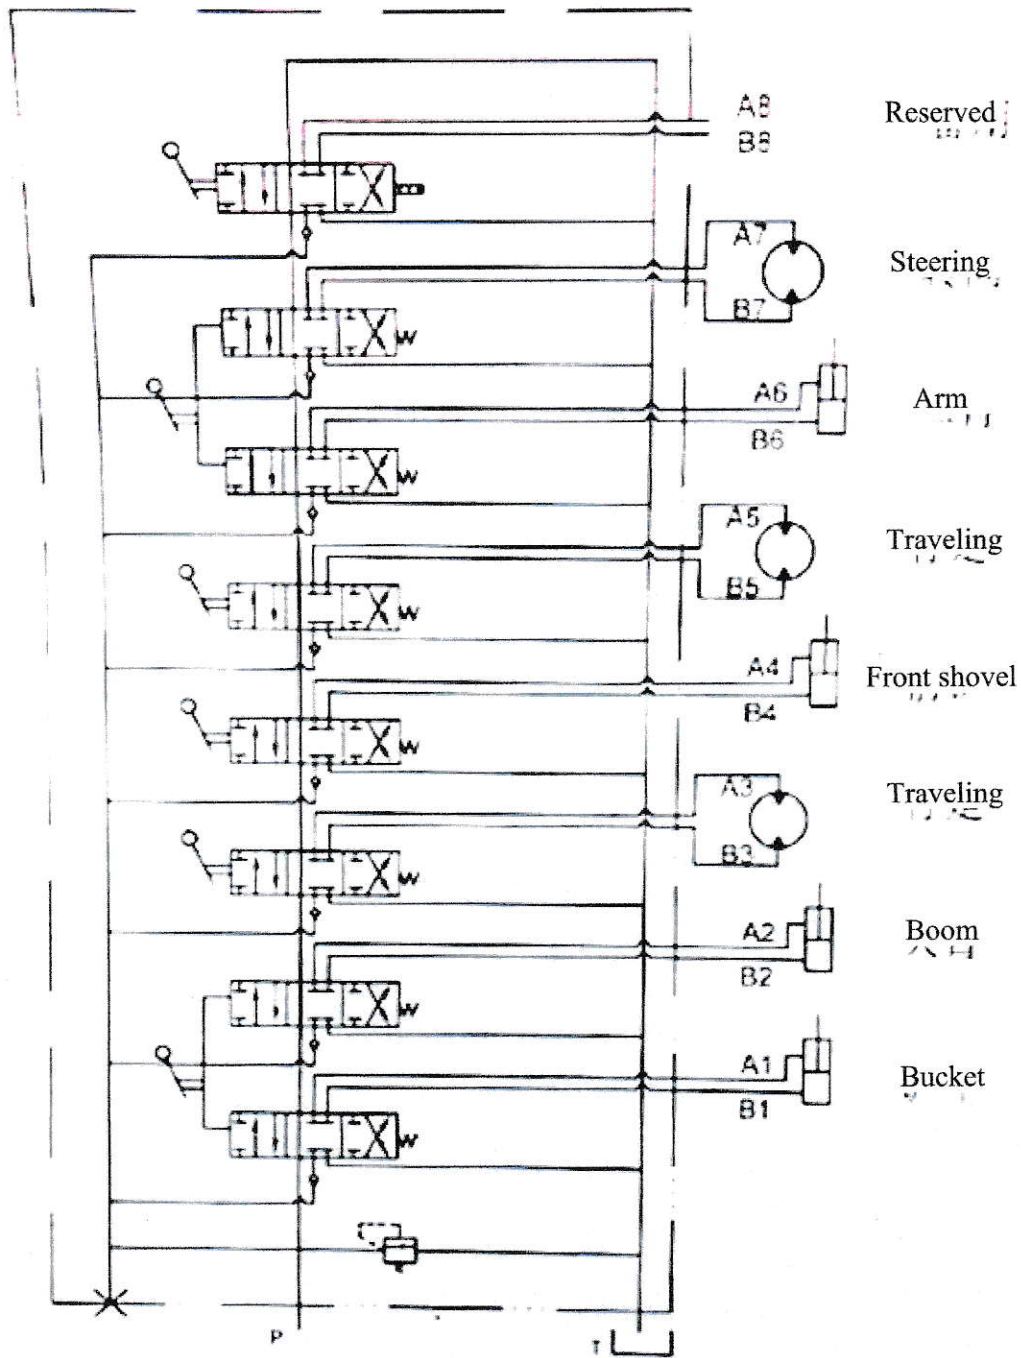 A8
Reserved
B8
A7
Steering
B7
A6
Arm
B6
A5
Traveling
B5
A4
Front shovel
B4
A3
Traveling
B3
A2
Boom
B2
A1
Bucket
B1
P
T